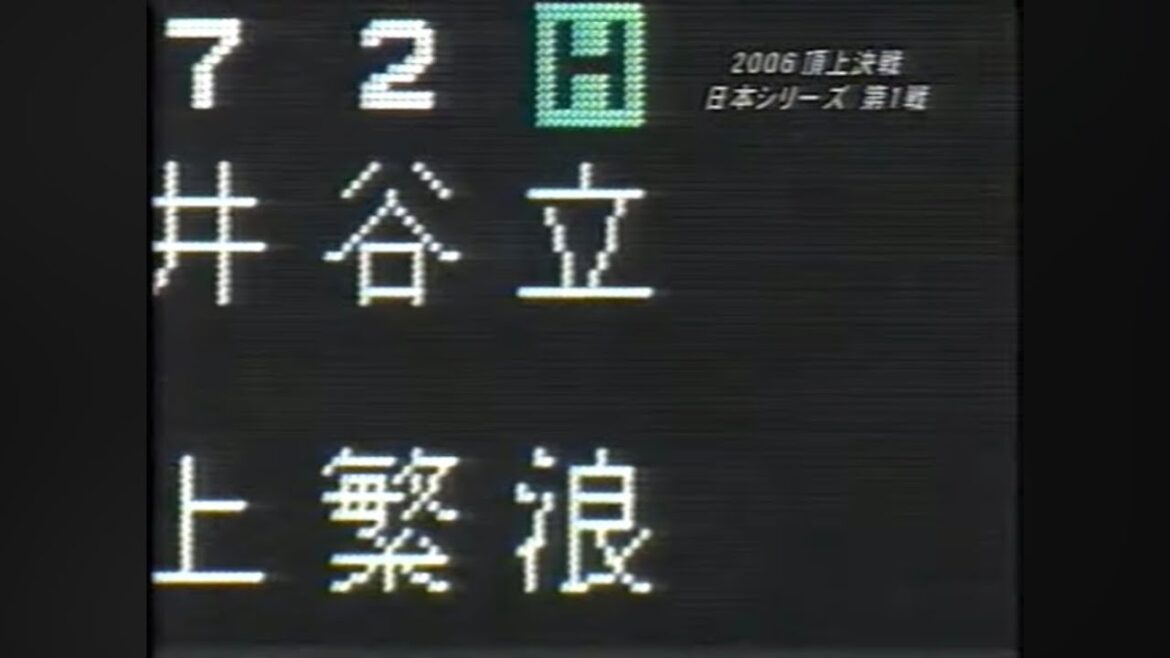 7 2 H
2006 頂上決戦
日本シリーズ 第1戦
井 谷 立
上 繁 浪